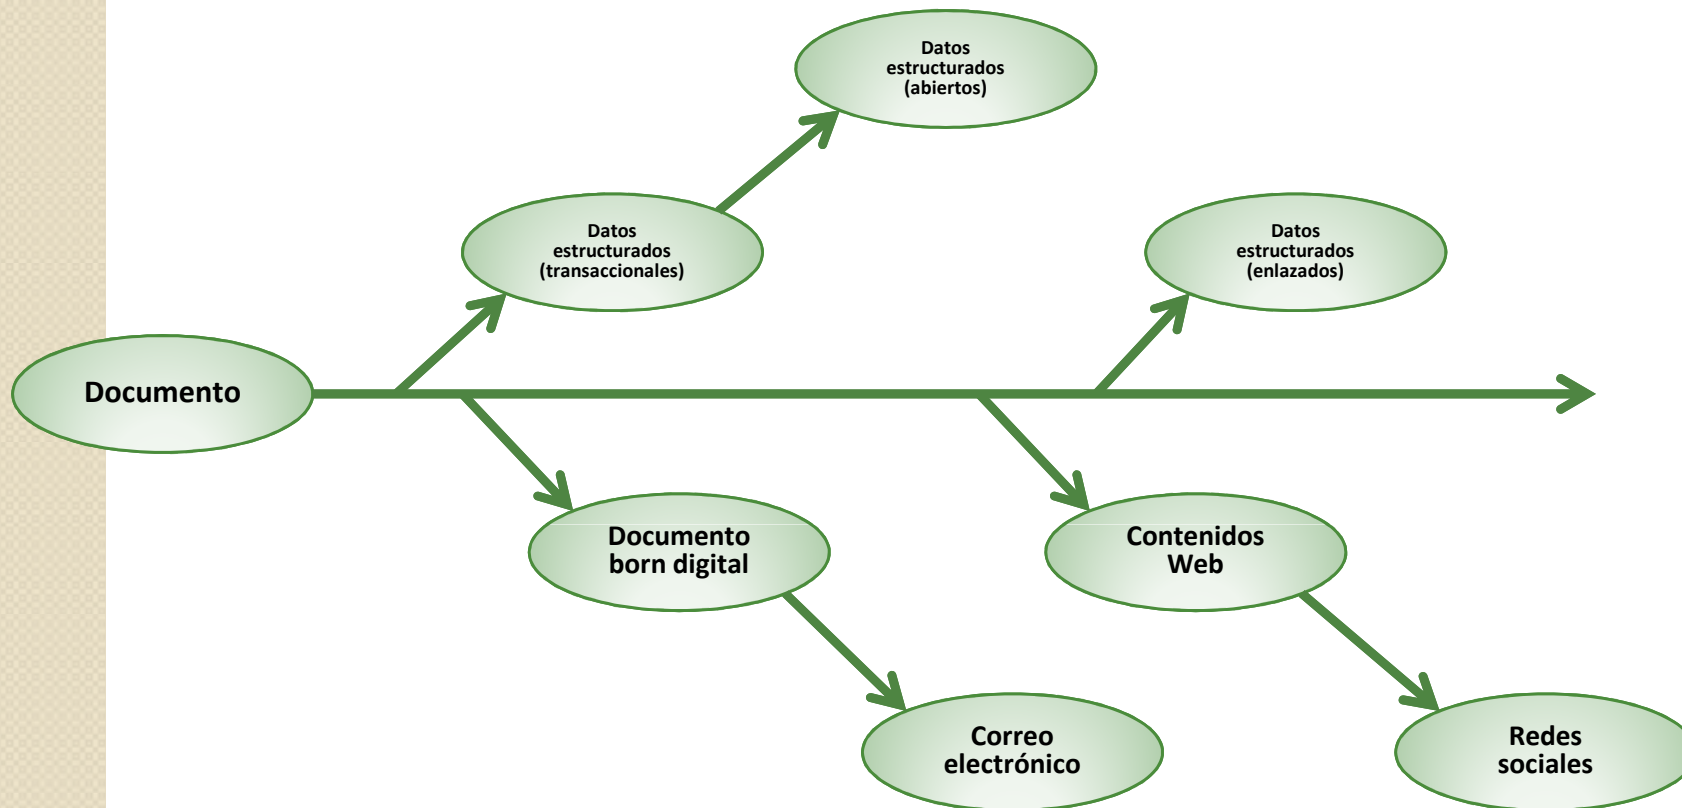 Datos
estructurados
(abiertos)
Datos
estructurados
(transaccionales)
Datos
estructurados
(enlazados)
Documento
Documento
born digital
Contenidos
Web
Correo
electrónico
Redes
sociales